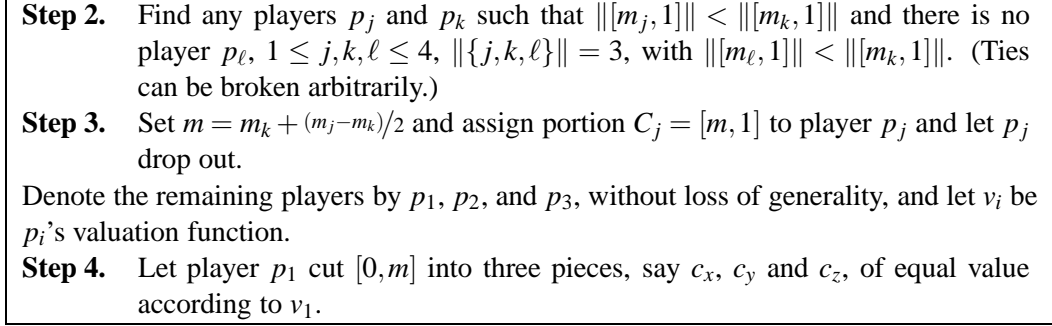 Step 2. Find any players p_j and p_k such that ‖[m_j, 1]‖ < ‖[m_k, 1]‖ and there is no
player p_ℓ, 1 ≤ j,k,ℓ ≤ 4, ‖{j,k,ℓ}‖ = 3, with ‖[m_ℓ, 1]‖ < ‖[m_k, 1]‖. (Ties
can be broken arbitrarily.)
Step 3. Set m = m_k + (m_j−m_k)/2 and assign portion C_j = [m, 1] to player p_j and let p_j
drop out.
Denote the remaining players by p_1, p_2, and p_3, without loss of generality, and let v_i be
p_i's valuation function.
Step 4. Let player p_1 cut [0,m] into three pieces, say c_x, c_y and c_z, of equal value
according to v_1.